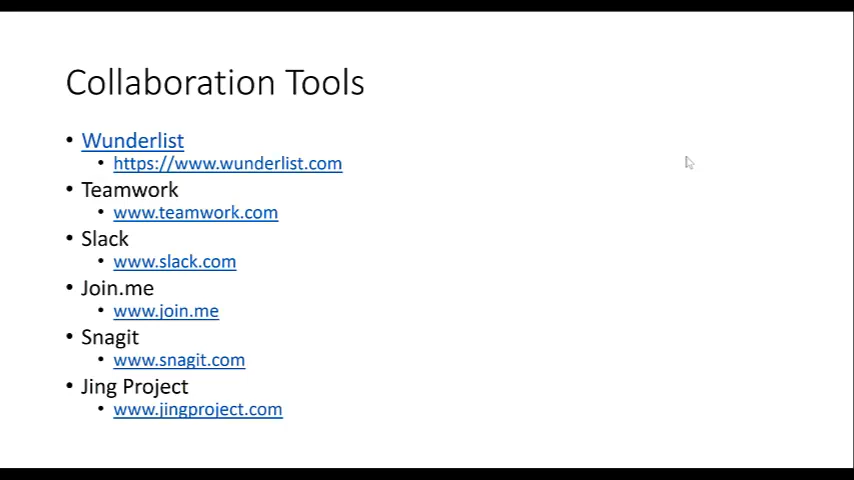 Collaboration Tools
• Wunderlist
• https://www.wunderlist.com
• Teamwork
• www.teamwork.com
• Slack
• www.slack.com
• Join.me
• www.join.me
• Snagit
• www.snagit.com
• Jing Project
• www.jingproject.com